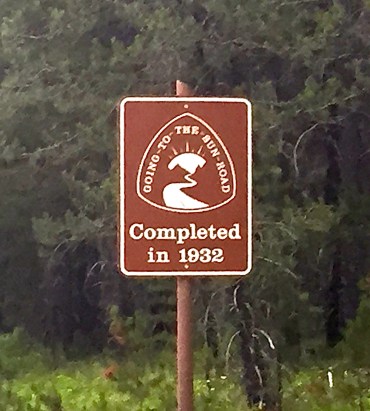 GOING-TO-THE-SUN-ROAD
Completed
in 1932